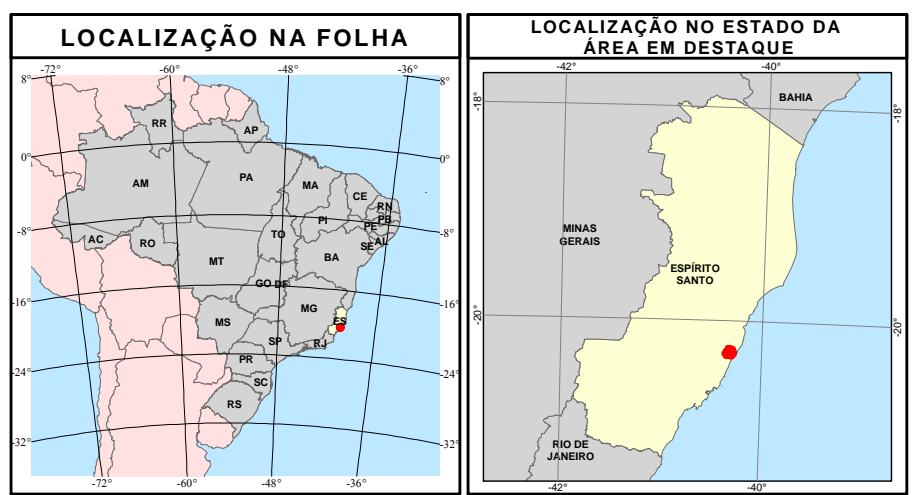 LOCALIZAÇÃO NA FOLHA
-72° -60° -48° -36°
8° 8°
RR
AP
0° 0°
AM
PA
MA
CE
RN
PB
PI
PE
-8° -8°
AL
SE
AC
RO
TO
BA
MT
GO DF
-16° -16°
MG
ES
MS
SP
RJ
PR
-24° -24°
SC
RS
-32° -32°
-72° -60° -48° -36°
LOCALIZAÇÃO NO ESTADO DA
ÁREA EM DESTAQUE
-42° -40°
BAHIA
-18° -18°
MINAS
GERAIS
ESPÍRITO
SANTO
-20° -20°
RIO DE
JANEIRO
-42° -40°